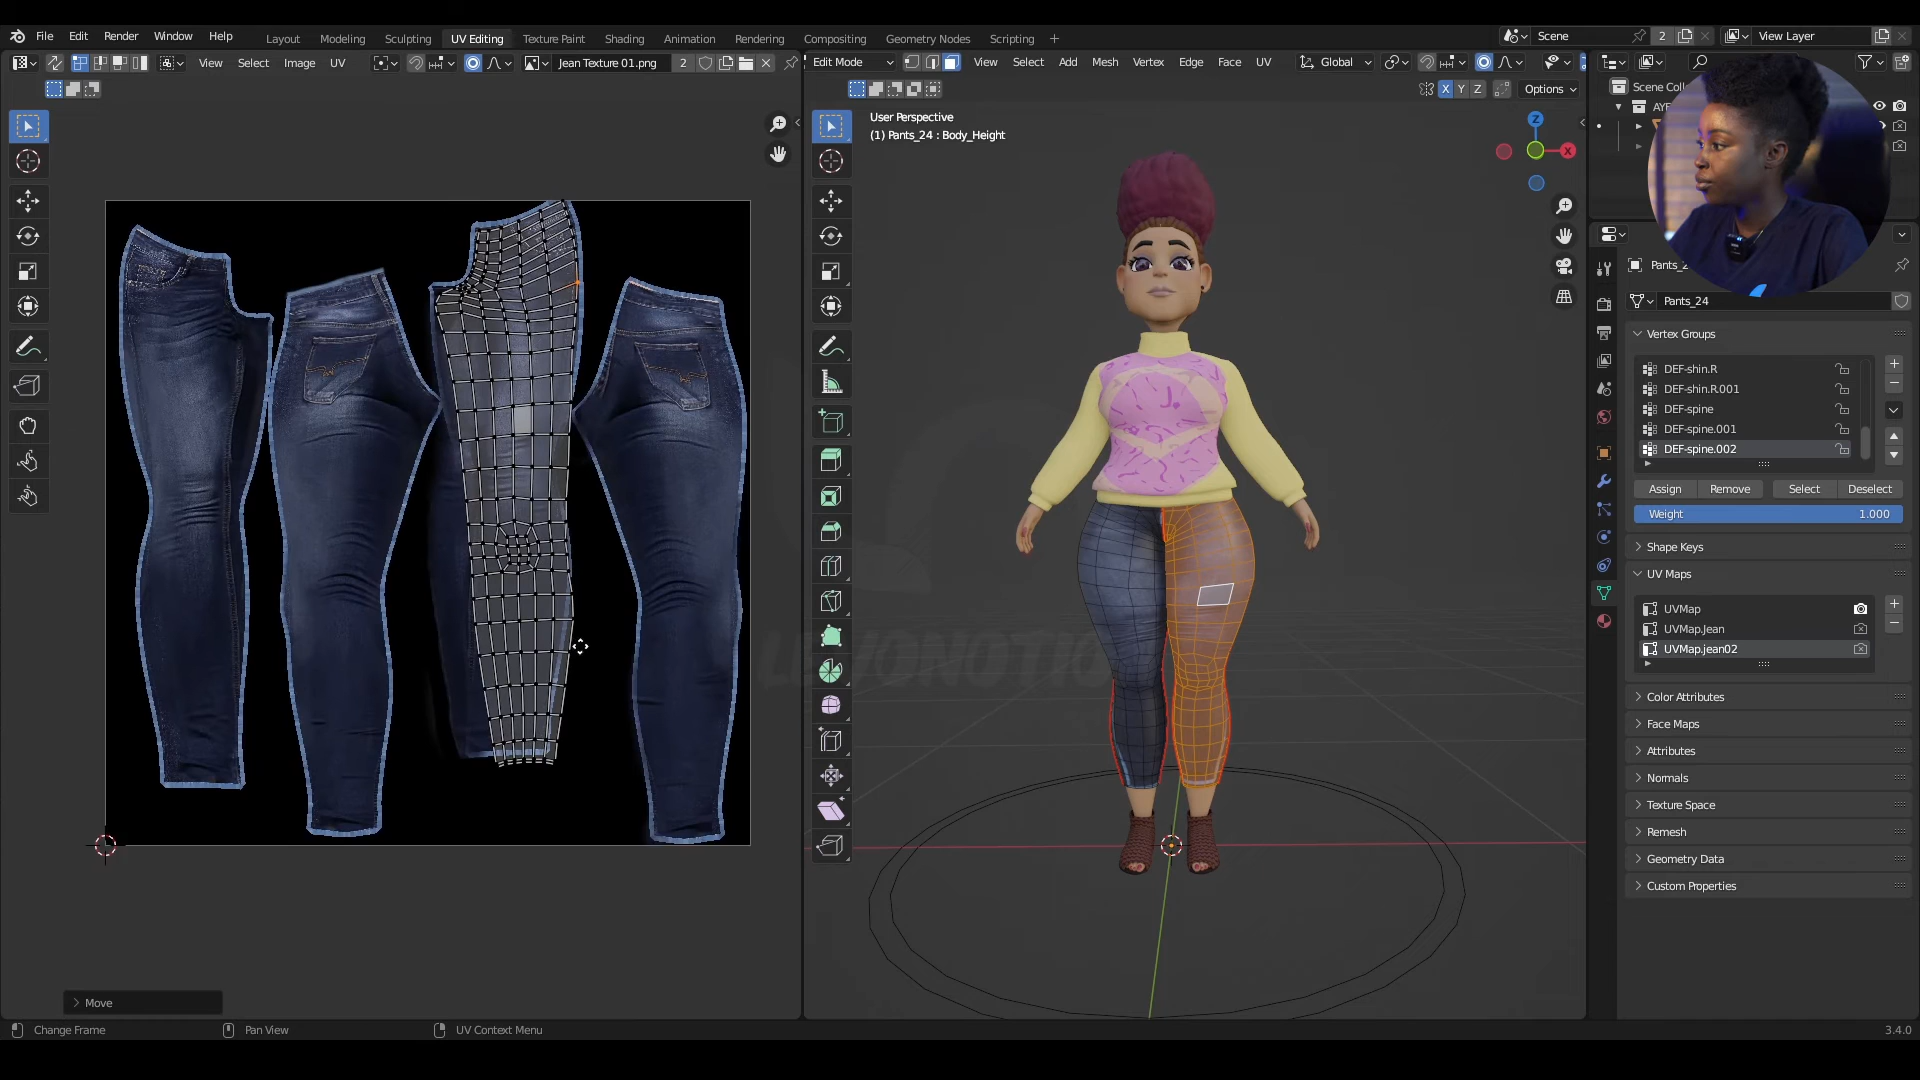 File Edit Render Window Help Layout Modeling Sculpting UV Editing Texture Paint Shading Animation Rendering Compositing Geometry Nodes Scripting + Scene 2 View Layer
View Select Image UV Jean Texture 01.png 2 Edit Mode View Select Add Mesh Vertex Edge Face UV Global
X Y Z Options
Scene Coll
User Perspective
(1) Pants_24 : Body_Height
Z
X
Pants_2
Pants_24
Vertex Groups
DEF-shin.R
DEF-shin.R.001
DEF-spine
DEF-spine.001
DEF-spine.002
Assign Remove Select Deselect
Weight 1.000
Shape Keys
UV Maps
UVMap
UVMap.Jean
UVMap.jean02
Color Attributes
Face Maps
Attributes
Normals
Texture Space
Remesh
Geometry Data
Custom Properties
Move
Change Frame Pan View UV Context Menu 3.4.0